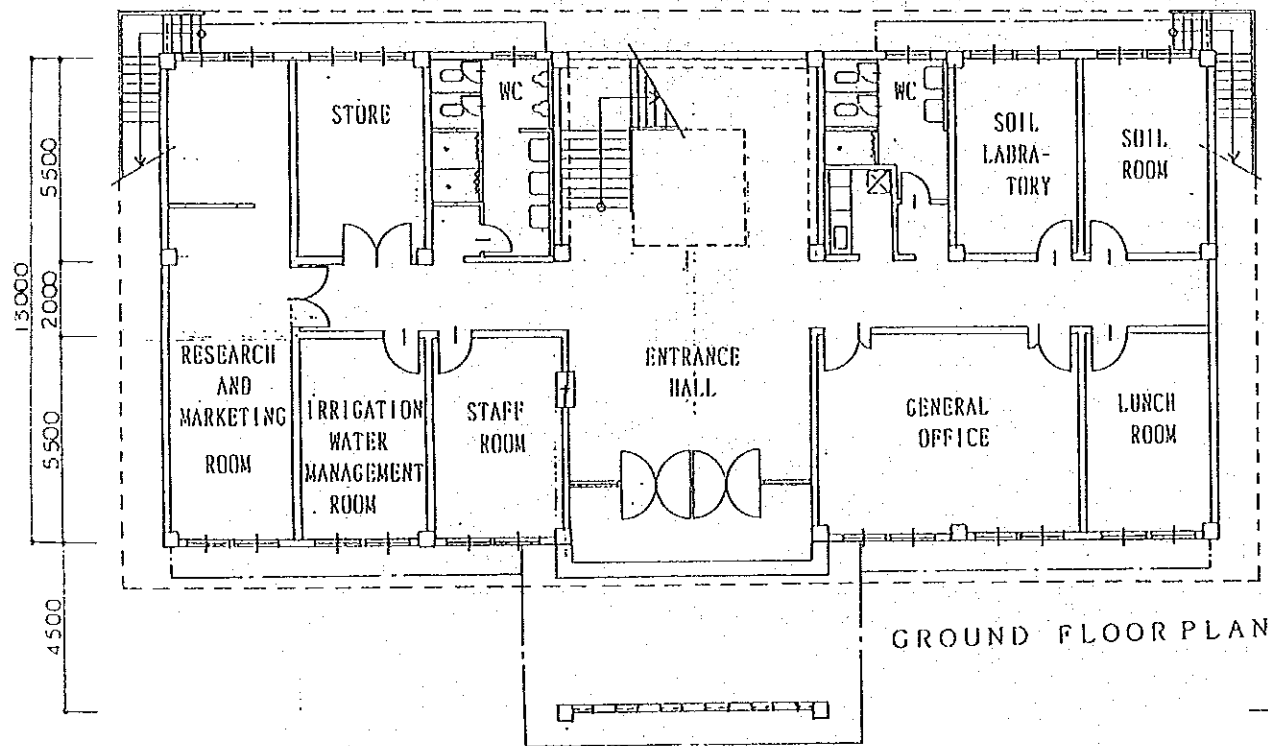 STORE
WC
WC
SOIL
LABRA-
TORY
SOIL
ROOM
5500
13000
2000
5500
4500
RESEARCH
AND
MARKETING
ROOM
IRRIGATION
WATER
MANAGEMENT
ROOM
STAFF
ROOM
ENTRANCE
HALL
GENERAL
OFFICE
LUNCH
ROOM
GROUND FLOOR PLAN